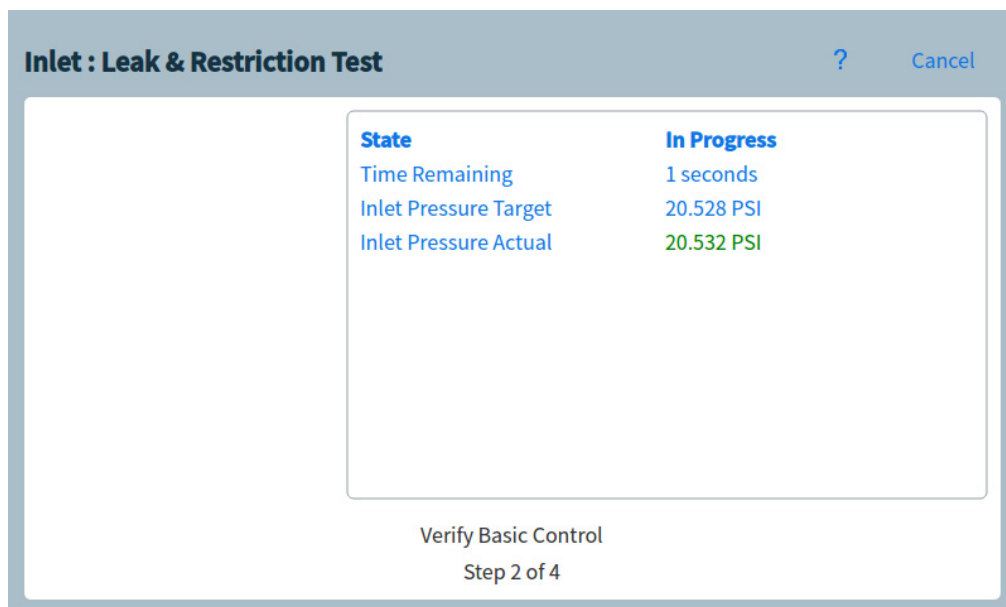 Inlet : Leak & Restriction Test ? Cancel
State In Progress
Time Remaining 1 seconds
Inlet Pressure Target 20.528 PSI
Inlet Pressure Actual 20.532 PSI
Verify Basic Control
Step 2 of 4